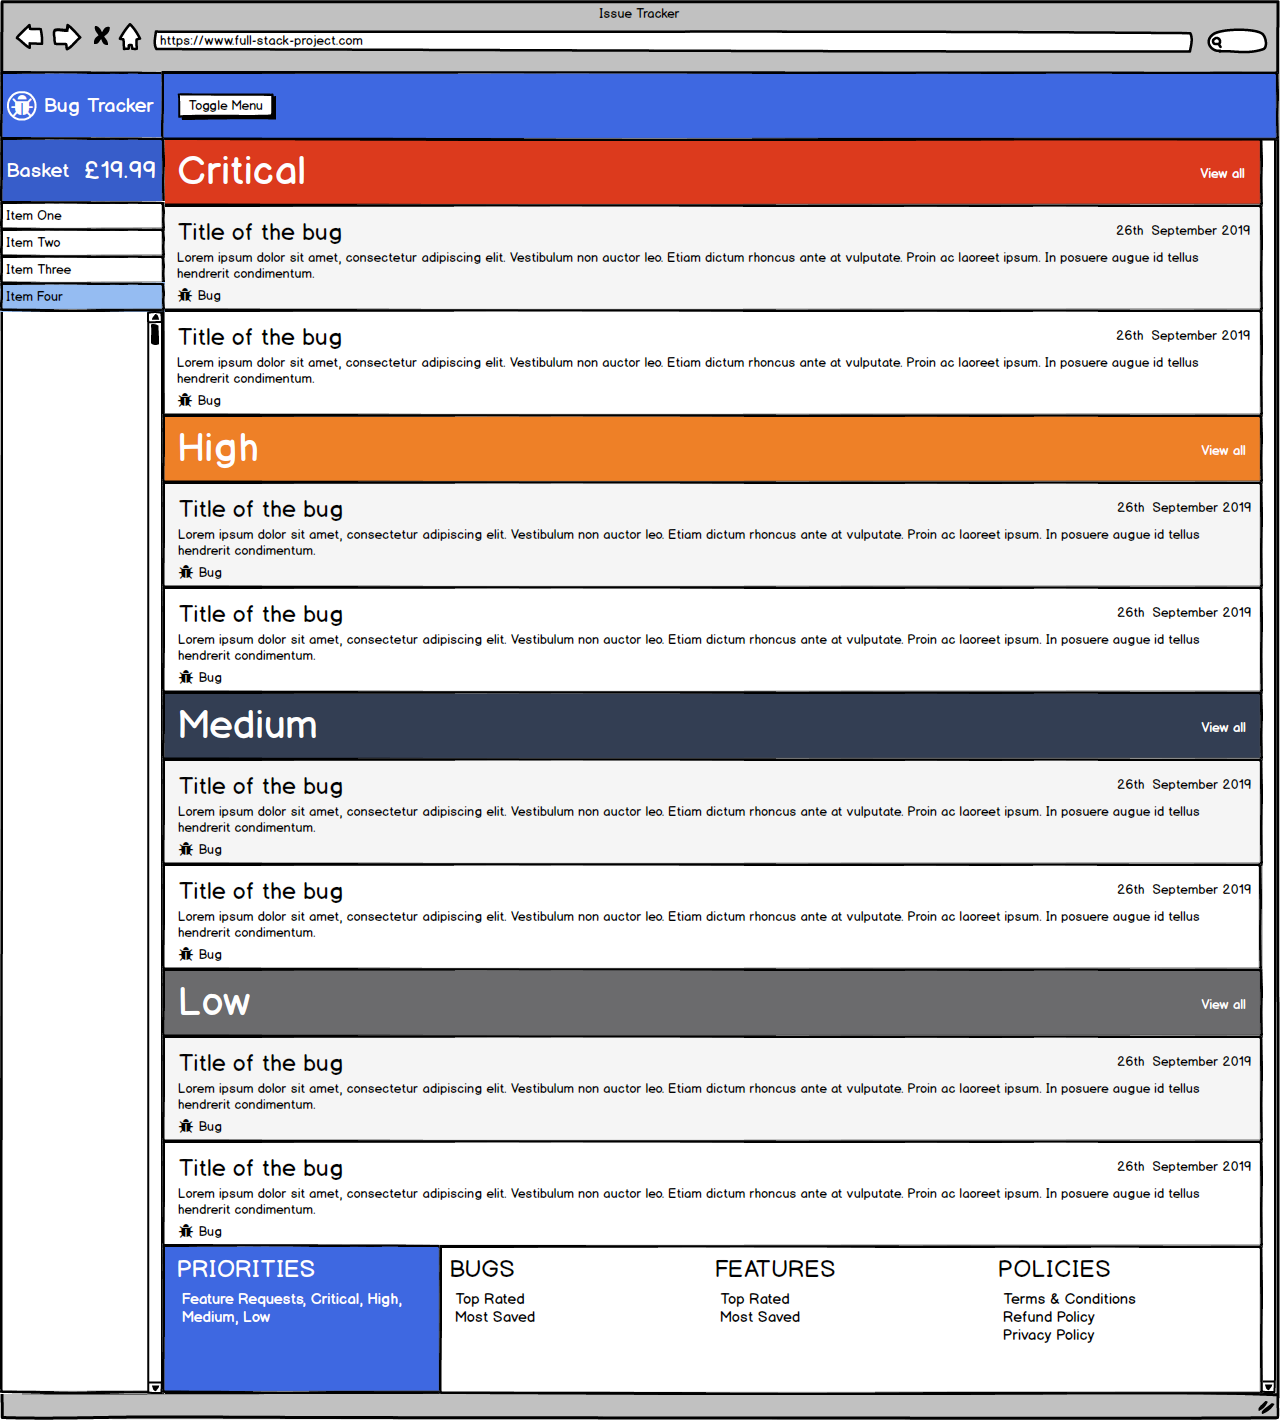 Issue Tracker
https://www.full-stack-project.com
Bug Tracker
Toggle Menu
Basket £19.99
Item One
Item Two
Item Three
Item Four
Critical
View all
Title of the bug
26th September 2019
Lorem ipsum dolor sit amet, consectetur adipiscing elit. Vestibulum non auctor leo. Etiam dictum rhoncus ante at vulputate. Proin ac laoreet ipsum. In posuere augue id tellus
hendrerit condimentum.
Bug
Title of the bug
26th September 2019
Lorem ipsum dolor sit amet, consectetur adipiscing elit. Vestibulum non auctor leo. Etiam dictum rhoncus ante at vulputate. Proin ac laoreet ipsum. In posuere augue id tellus
hendrerit condimentum.
Bug
High
View all
Title of the bug
26th September 2019
Lorem ipsum dolor sit amet, consectetur adipiscing elit. Vestibulum non auctor leo. Etiam dictum rhoncus ante at vulputate. Proin ac laoreet ipsum. In posuere augue id tellus
hendrerit condimentum.
Bug
Title of the bug
26th September 2019
Lorem ipsum dolor sit amet, consectetur adipiscing elit. Vestibulum non auctor leo. Etiam dictum rhoncus ante at vulputate. Proin ac laoreet ipsum. In posuere augue id tellus
hendrerit condimentum.
Bug
Medium
View all
Title of the bug
26th September 2019
Lorem ipsum dolor sit amet, consectetur adipiscing elit. Vestibulum non auctor leo. Etiam dictum rhoncus ante at vulputate. Proin ac laoreet ipsum. In posuere augue id tellus
hendrerit condimentum.
Bug
Title of the bug
26th September 2019
Lorem ipsum dolor sit amet, consectetur adipiscing elit. Vestibulum non auctor leo. Etiam dictum rhoncus ante at vulputate. Proin ac laoreet ipsum. In posuere augue id tellus
hendrerit condimentum.
Bug
Low
View all
Title of the bug
26th September 2019
Lorem ipsum dolor sit amet, consectetur adipiscing elit. Vestibulum non auctor leo. Etiam dictum rhoncus ante at vulputate. Proin ac laoreet ipsum. In posuere augue id tellus
hendrerit condimentum.
Bug
Title of the bug
26th September 2019
Lorem ipsum dolor sit amet, consectetur adipiscing elit. Vestibulum non auctor leo. Etiam dictum rhoncus ante at vulputate. Proin ac laoreet ipsum. In posuere augue id tellus
hendrerit condimentum.
Bug
PRIORITIES
Feature Requests, Critical, High,
Medium, Low
BUGS
Top Rated
Most Saved
FEATURES
Top Rated
Most Saved
POLICIES
Terms & Conditions
Refund Policy
Privacy Policy